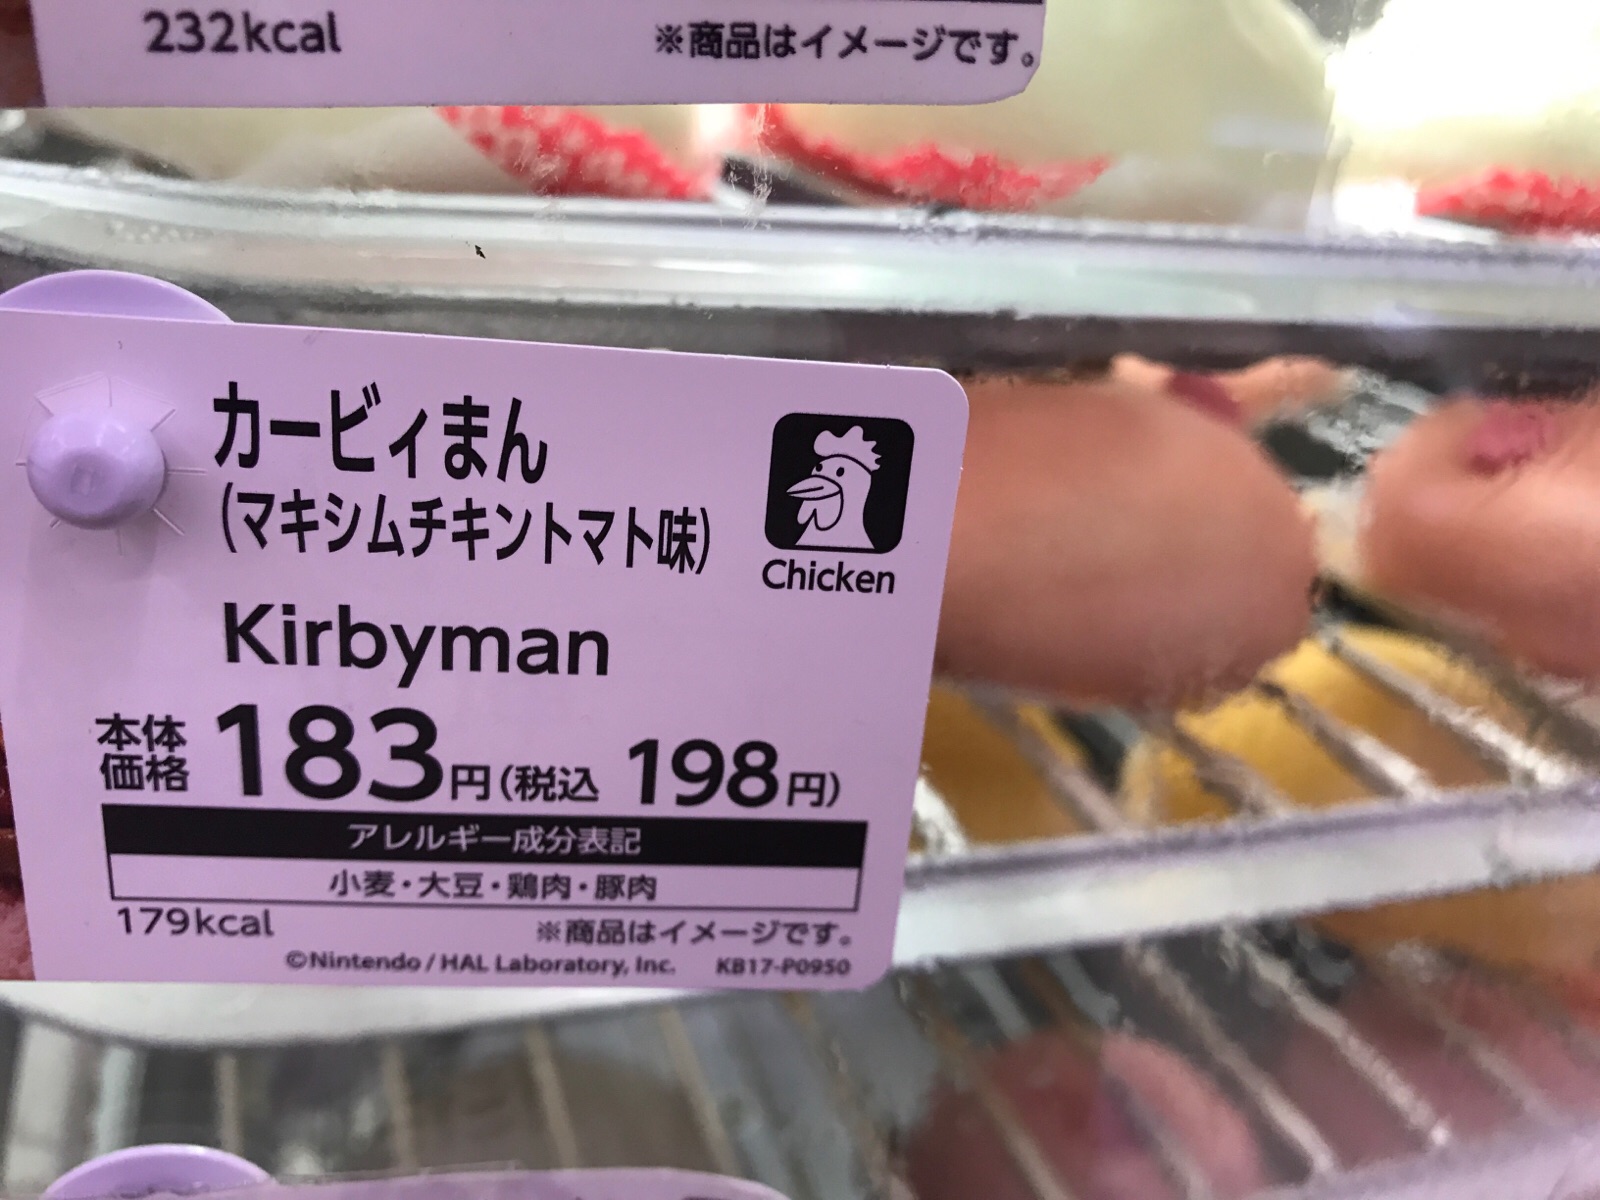 232kcal
※商品はイメージです。
カービィまん
(マキシムチキントマト味)
Chicken
Kirbyman
本体価格 183円(税込 198円)
アレルギー成分表記
小麦・大豆・鶏肉・豚肉
179kcal
※商品はイメージです。
©Nintendo / HAL Laboratory, Inc. KB17-P0950